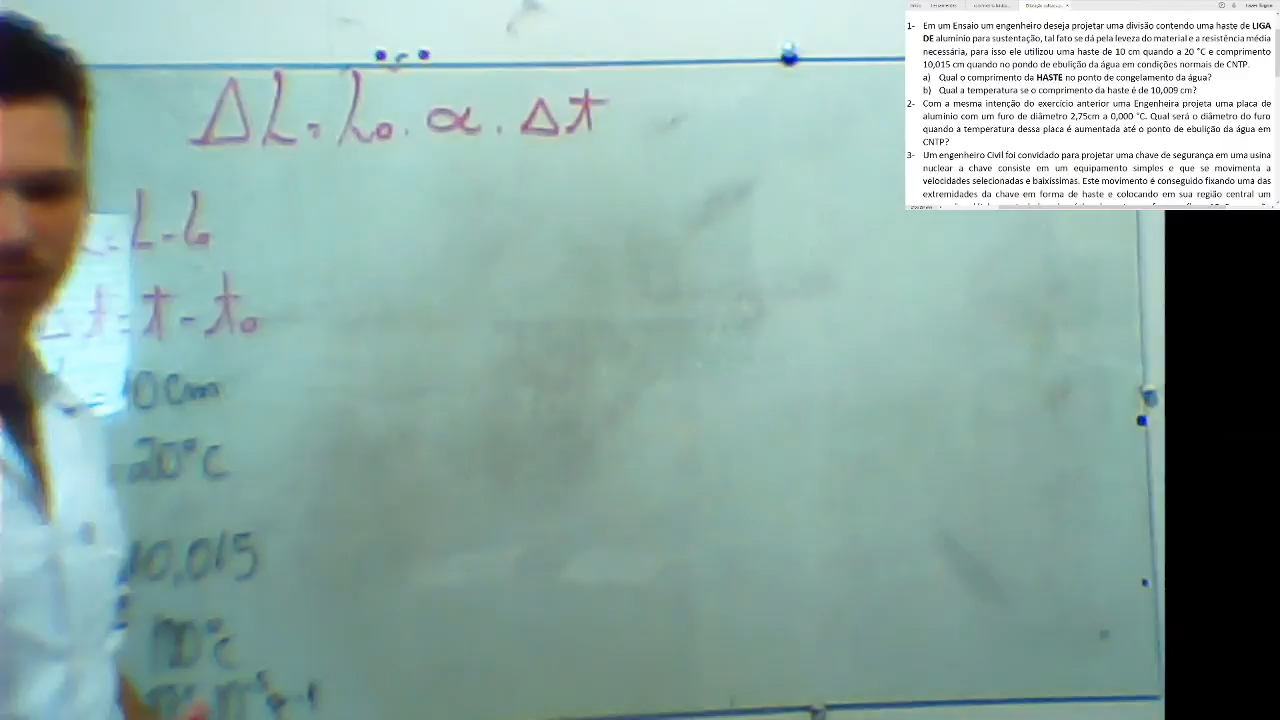 ΔL = L₀ . α . Δt
L - L₀
t - t₀
10 cm
20°C
10,015
100°C
1- Em um Ensaio um engenheiro deseja projetar uma divisão contendo uma haste de LIGA
DE alumínio para sustentação, tal fato se dá pela leveza do material e a resistência média
necessária, para isso ele utilizou uma haste de 10 cm quando a 20 °C e comprimento
10,015 cm quando no pondo de ebulição da água em condições normais de CNTP.
a) Qual o comprimento da HASTE no ponto de congelamento da água?
b) Qual a temperatura se o comprimento da haste é de 10,009 cm?
2- Com a mesma intenção do exercício anterior uma Engenheira projeta uma placa de
alumínio com um furo de diâmetro 2,75cm a 0,000 °C. Qual será o diâmetro do furo
quando a temperatura dessa placa é aumentada até o ponto de ebulição da água em
CNTP?
3- Um engenheiro Civil foi convidado para projetar uma chave de segurança em uma usina
nuclear a chave consiste em um equipamento simples e que se movimenta a
velocidades selecionadas e baixíssimas. Este movimento é conseguido fixando uma das
extremidades da chave em forma de haste e colocando em sua região central um